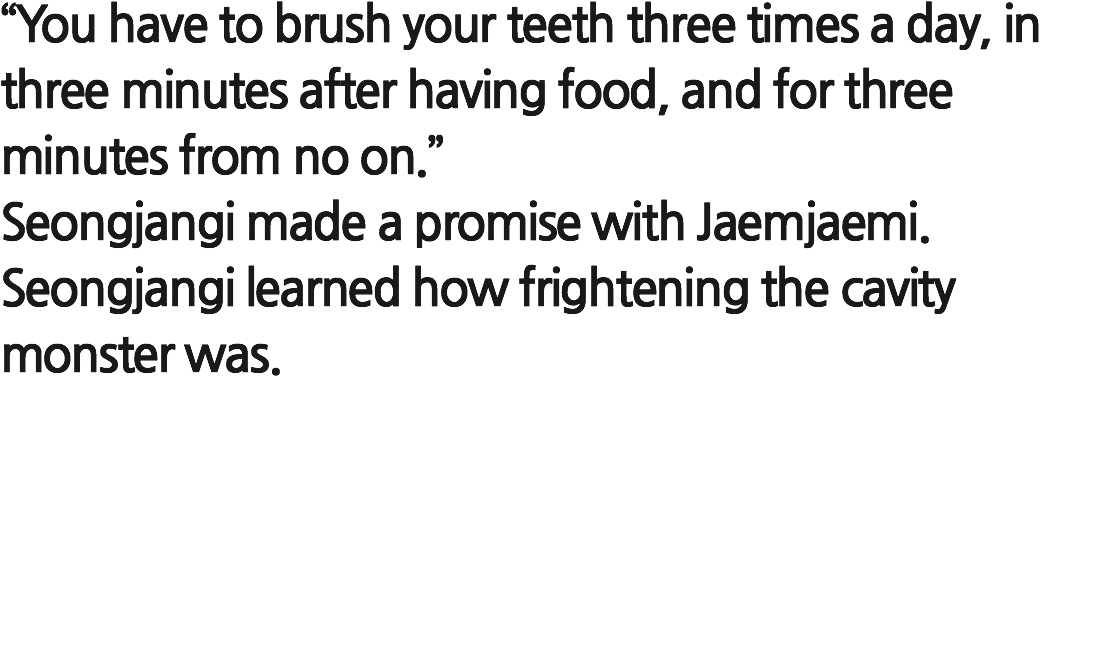 “You have to brush your teeth three times a day, in
three minutes after having food, and for three
minutes from no on.”
Seongjangi made a promise with Jaemjaemi.
Seongjangi learned how frightening the cavity
monster was.